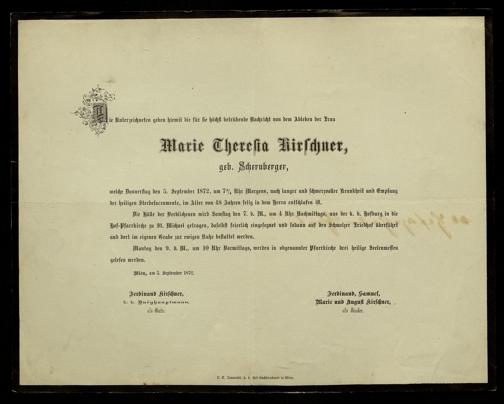 Die Unterzeichneten geben hiemit die für sie höchst betrübende Nachricht von dem Ableben der Frau
Marie Theresia Kirschner,
geb. Schernberger,
welche Donnerstag den 5. September 1872, um 7¾ Uhr Morgens, nach langer und schmerzvoller Krankheit und Empfang
der heiligen Sterbesacramente, im Alter von 48 Jahren selig in dem Herrn entschlafen ist.
Die Hülle der Verblichenen wird Samstag den 7. d. M., um 4 Uhr Nachmittags, aus der k. k. Hofburg in die
Hof-Pfarrkirche zu St. Michael getragen, daselbst feierlich eingesegnet und sodann auf den Schmelzer Friedhof überführt
und dort im eigenen Grabe zur ewigen Ruhe bestattet werden.
Montag den 9. d. M., um 10 Uhr Vormittags, werden in obgenannter Pfarrkirche drei heilige Seelenmessen
gelesen werden.
Wien, am 5. September 1872.
Ferdinand Kirschner,
k. k. Burghauptmann,
als Gatte.
Ferdinand, Samuel,
Marie und August Kirschner,
als Kinder.